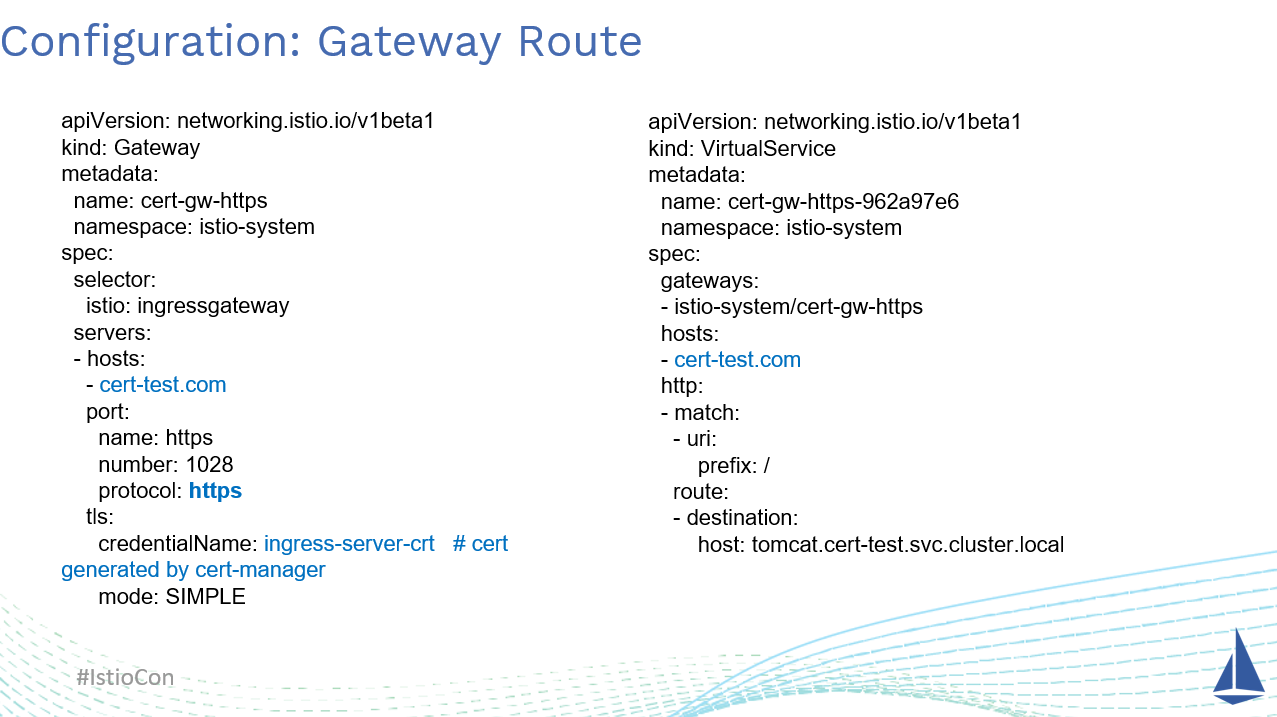 Configuration: Gateway Route
apiVersion: networking.istio.io/v1beta1
kind: Gateway
metadata:
  name: cert-gw-https
  namespace: istio-system
spec:
  selector:
    istio: ingressgateway
  servers:
  - hosts:
    - cert-test.com
    port:
      name: https
      number: 1028
      protocol: https
    tls:
      credentialName: ingress-server-crt   # cert
generated by cert-manager
      mode: SIMPLE
apiVersion: networking.istio.io/v1beta1
kind: VirtualService
metadata:
  name: cert-gw-https-962a97e6
  namespace: istio-system
spec:
  gateways:
  - istio-system/cert-gw-https
  hosts:
  - cert-test.com
  http:
  - match:
    - uri:
        prefix: /
    route:
    - destination:
        host: tomcat.cert-test.svc.cluster.local
#IstioCon